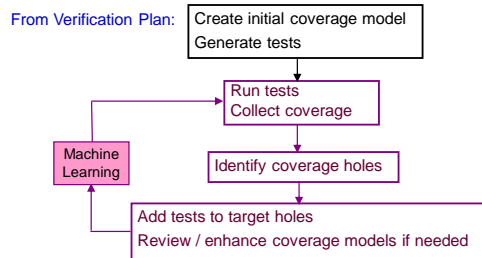 From Verification Plan:
Create initial coverage model
Generate tests
Run tests
Collect coverage
Machine
Learning
Identify coverage holes
Add tests to target holes
Review / enhance coverage models if needed